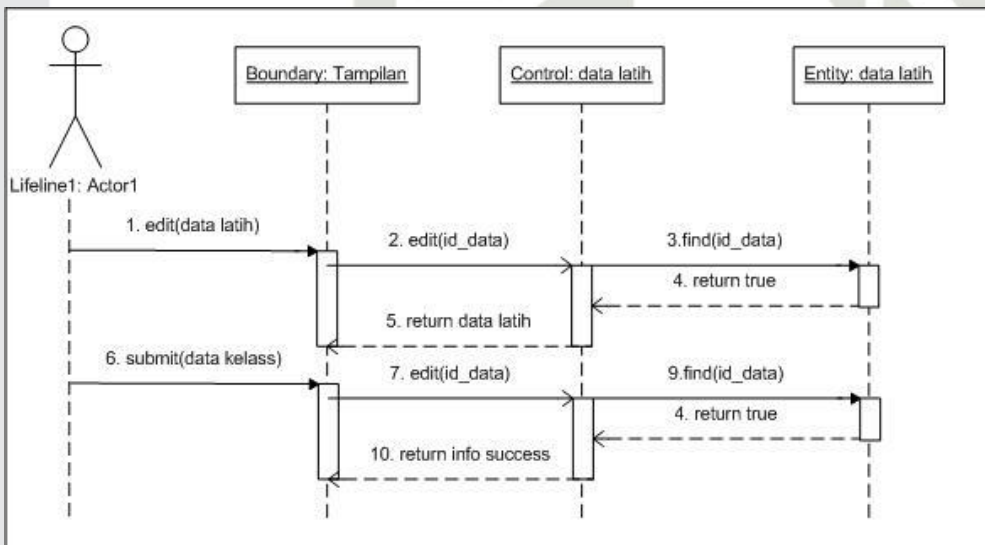 Boundary: Tampilan
Control: data latih
Entity: data latih
Lifeline1: Actor1
1. edit(data latih)
2. edit(id_data)
3.find(id_data)
4. return true
5. return data latih
6. submit(data kelass)
7. edit(id_data)
9.find(id_data)
4. return true
10. return info success